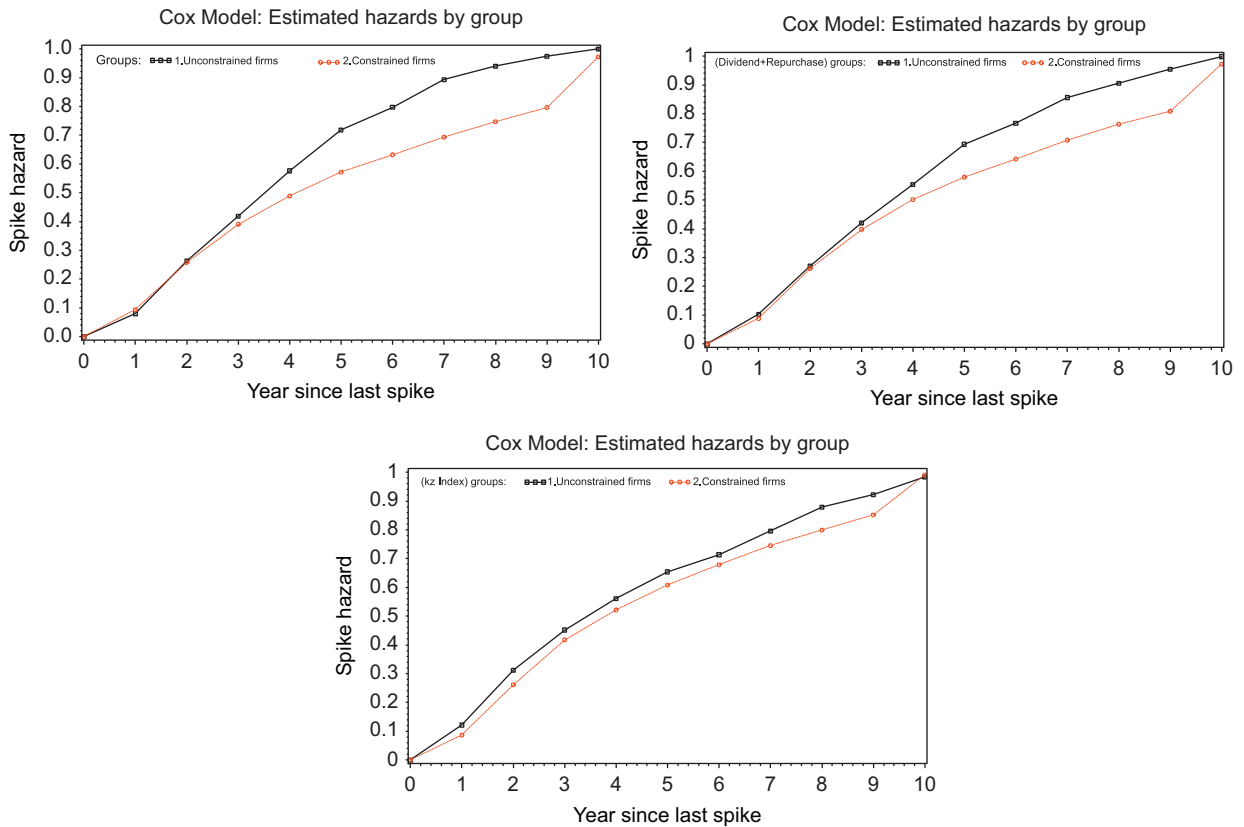 Cox Model: Estimated hazards by group
Groups: 1.Unconstrained firms 2.Constrained firms
Spike hazard
1.0
0.9
0.8
0.7
0.6
0.5
0.4
0.3
0.2
0.1
0.0
0 1 2 3 4 5 6 7 8 9 10
Year since last spike
Cox Model: Estimated hazards by group
(Dividend+Repurchase) groups: 1.Unconstrained firms 2.Constrained firms
Spike hazard
1
0.9
0.8
0.7
0.6
0.5
0.4
0.3
0.2
0.1
0
0 1 2 3 4 5 6 7 8 9 10
Year since last spike
Cox Model: Estimated hazards by group
(kz Index) groups: 1.Unconstrained firms 2.Constrained firms
Spike hazard
1
0.9
0.8
0.7
0.6
0.5
0.4
0.3
0.2
0.1
0
0 1 2 3 4 5 6 7 8 9 10
Year since last spike